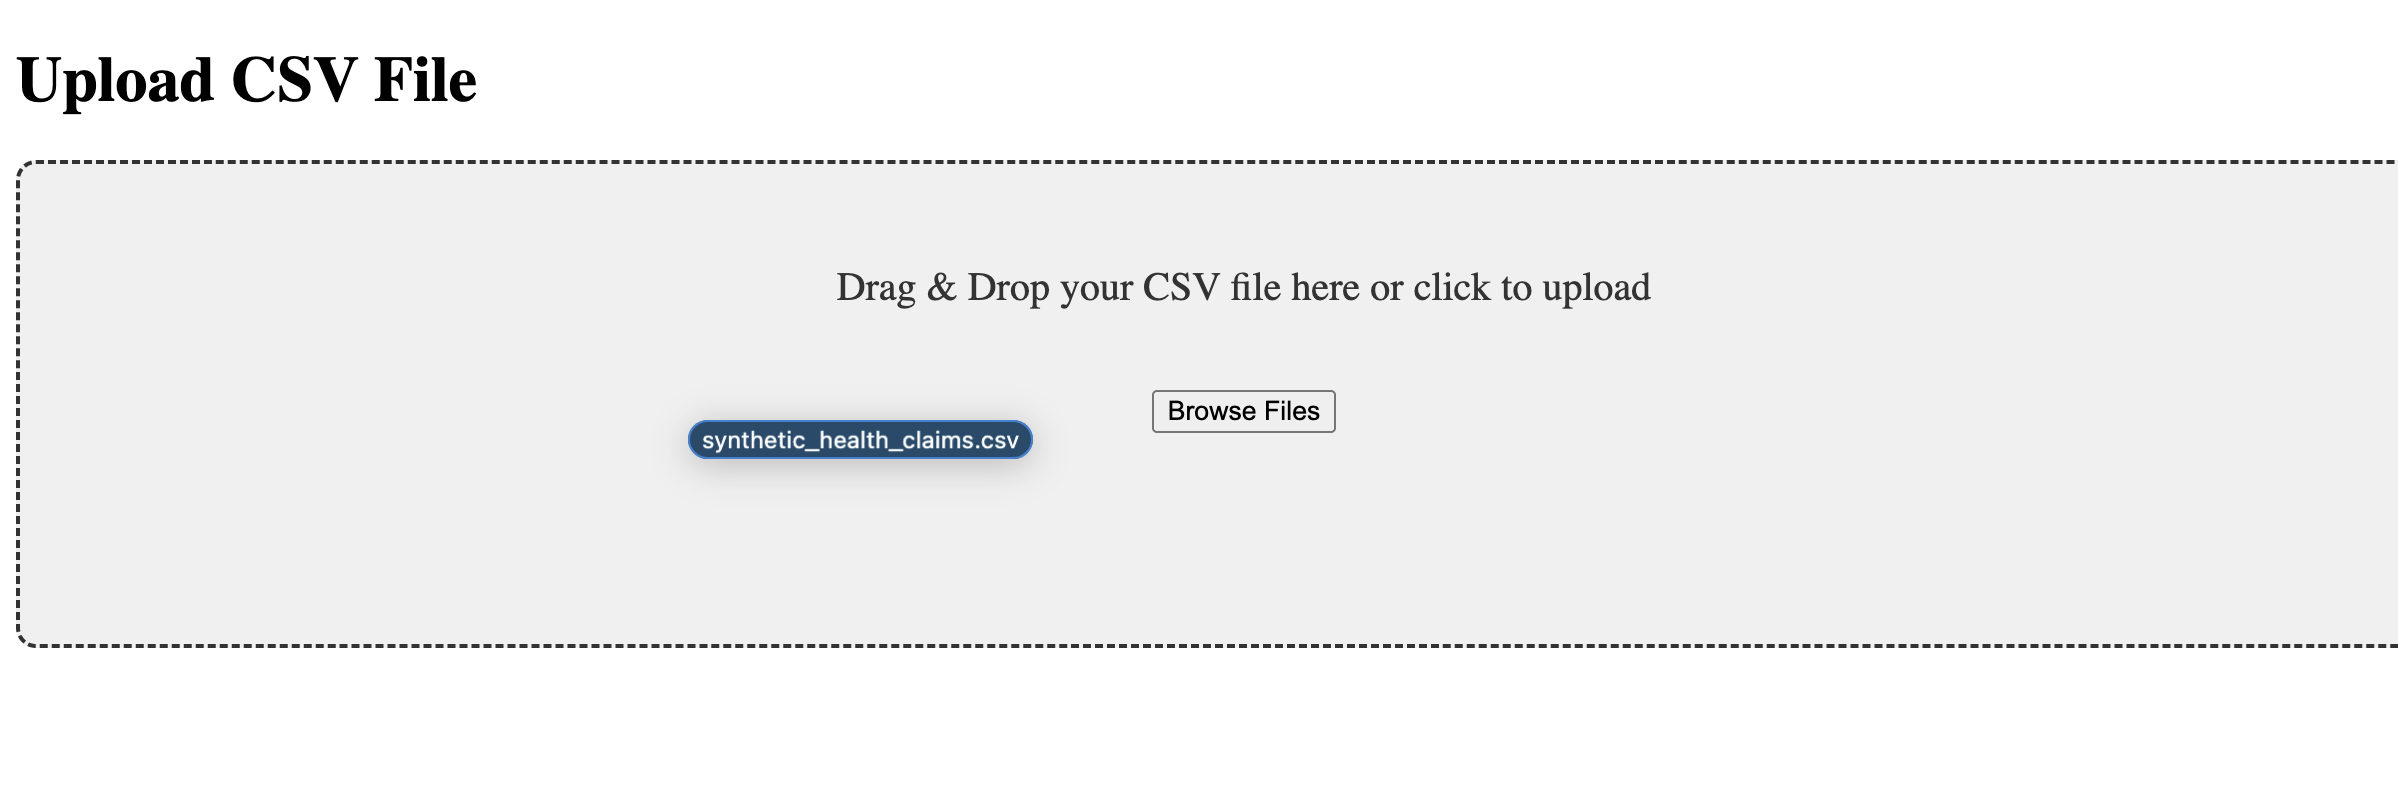 Upload CSV File
Drag & Drop your CSV file here or click to upload
Browse Files
synthetic_health_claims.csv